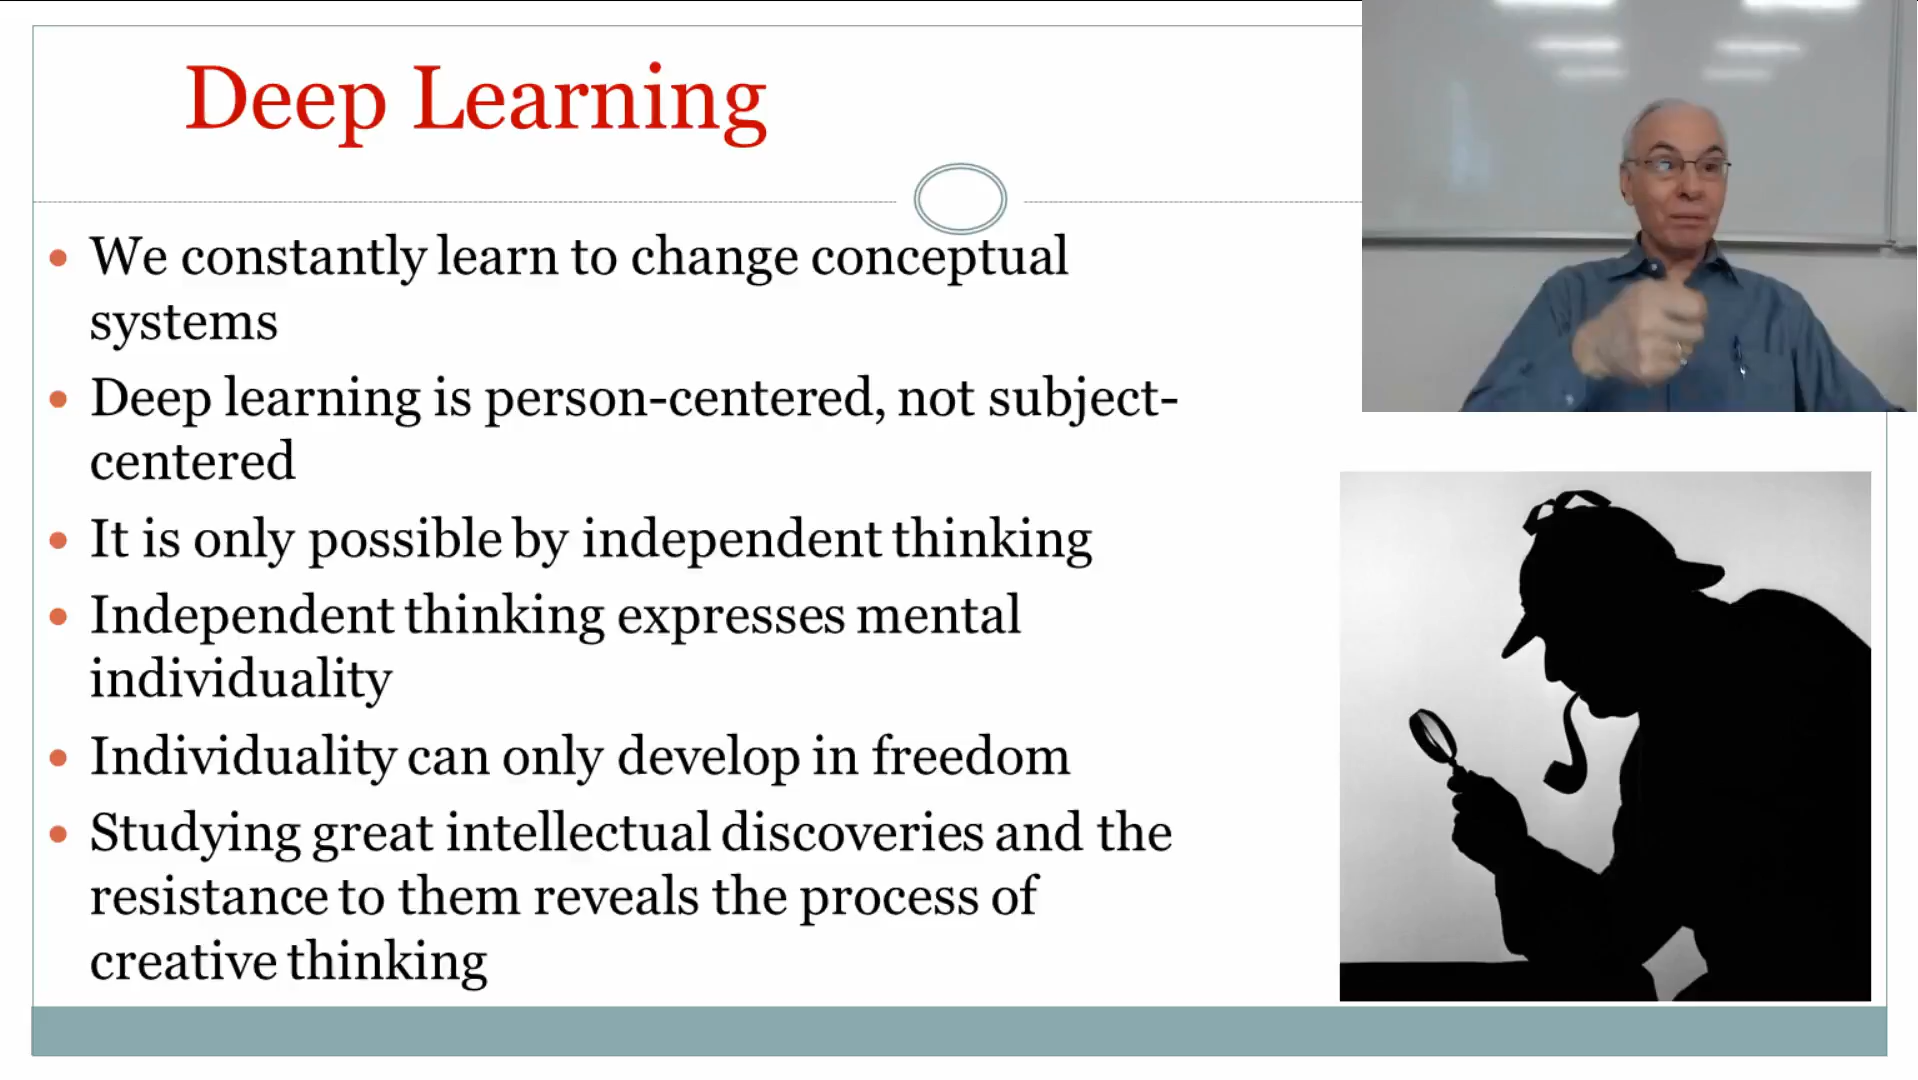 Deep Learning
We constantly learn to change conceptual
systems
Deep learning is person-centered, not subject-
centered
It is only possible by independent thinking
Independent thinking expresses mental
individuality
Individuality can only develop in freedom
Studying great intellectual discoveries and the
resistance to them reveals the process of
creative thinking